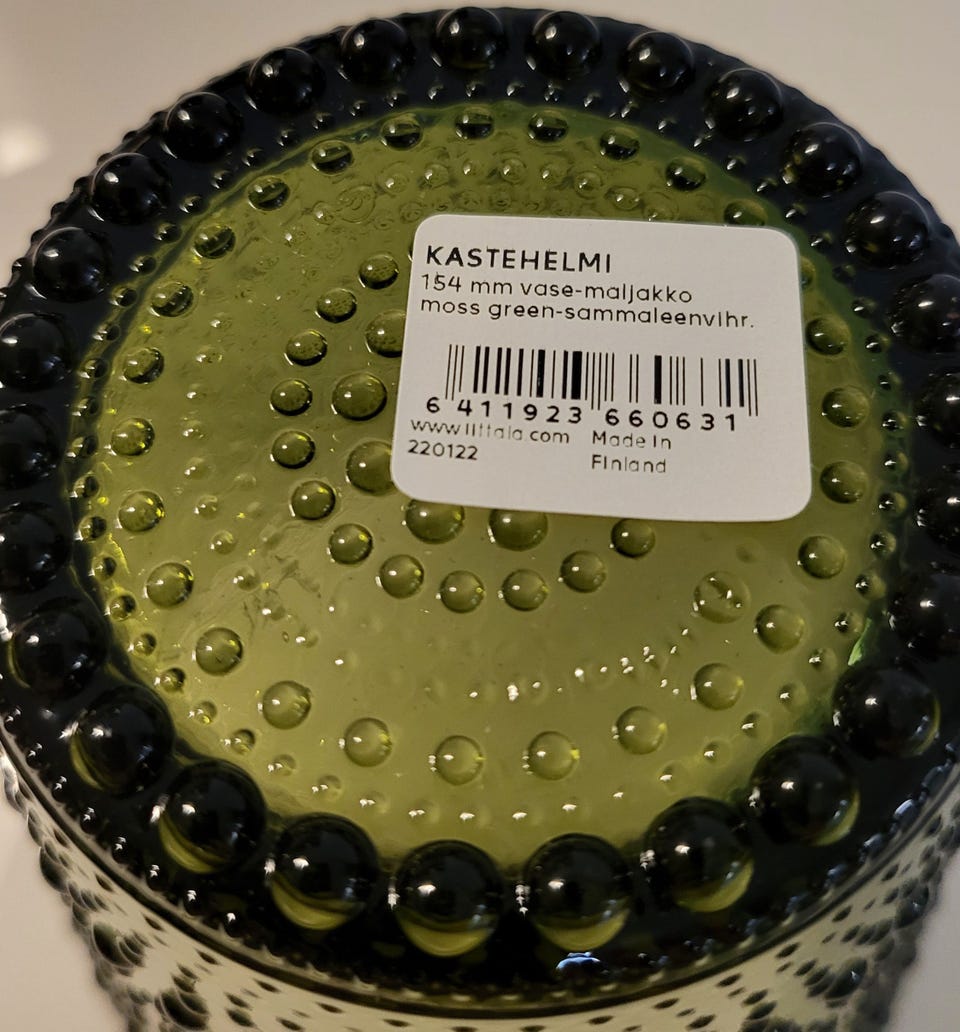 KASTEHELMI
154 mm vase-maljakko
moss green-sammaleenvihr.
6 411923 660631
www.iittala.com Made in
220122 Finland